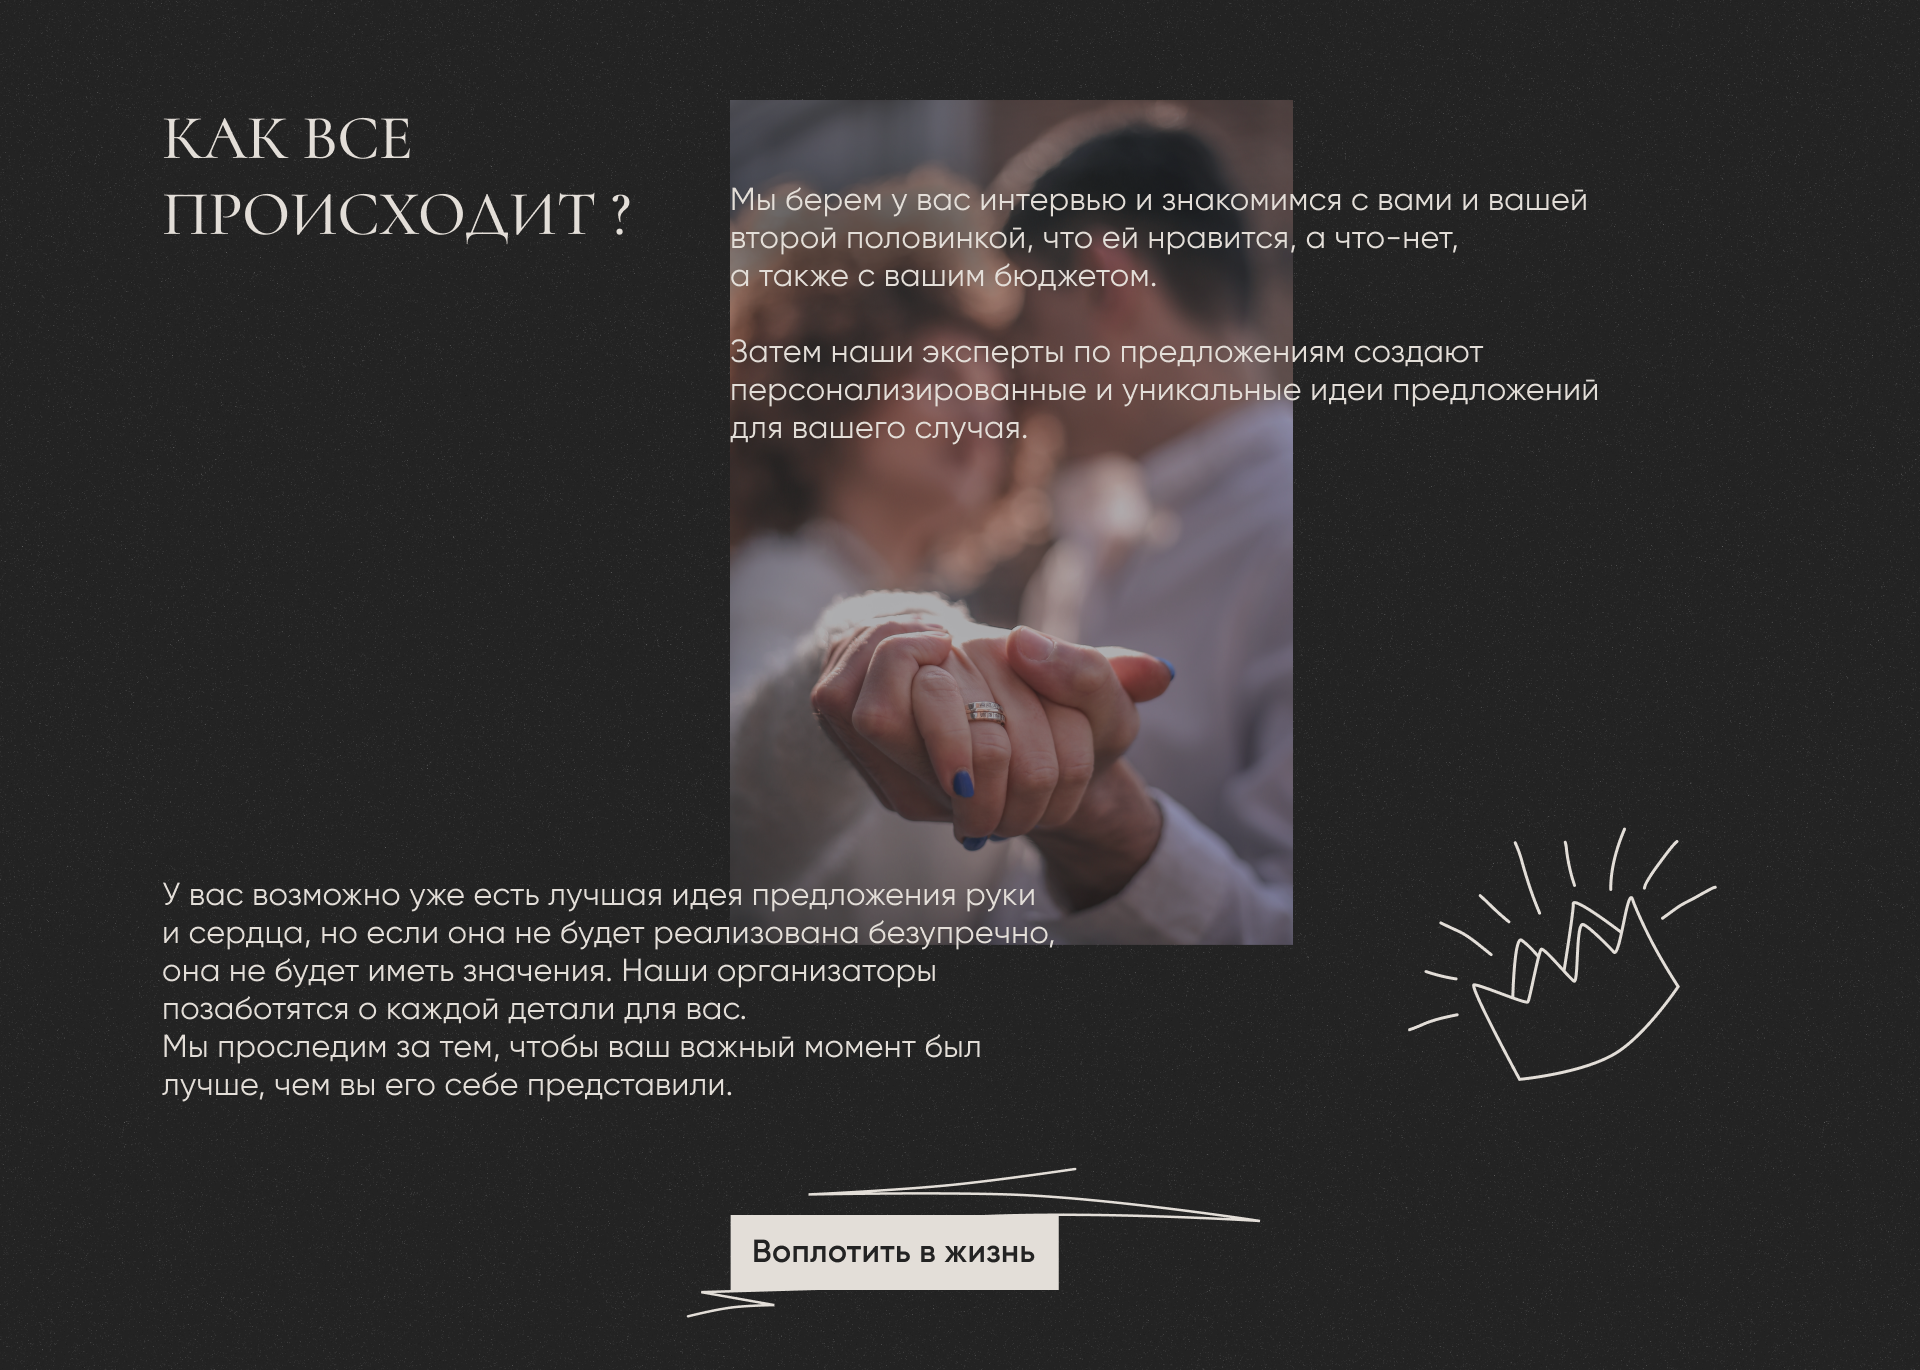 КАК ВСЕ
ПРОИСХОДИТ ?
Мы берем у вас интервью и знакомимся с вами и вашей
второй половинкой, что ей нравится, а что-нет,
а также с вашим бюджетом.
Затем наши эксперты по предложениям создают
персонализированные и уникальные идеи предложений
для вашего случая.
У вас возможно уже есть лучшая идея предложения руки
и сердца, но если она не будет реализована безупречно,
она не будет иметь значения. Наши организаторы
позаботятся о каждой детали для вас.
Мы проследим за тем, чтобы ваш важный момент был
лучше, чем вы его себе представили.
Воплотить в жизнь